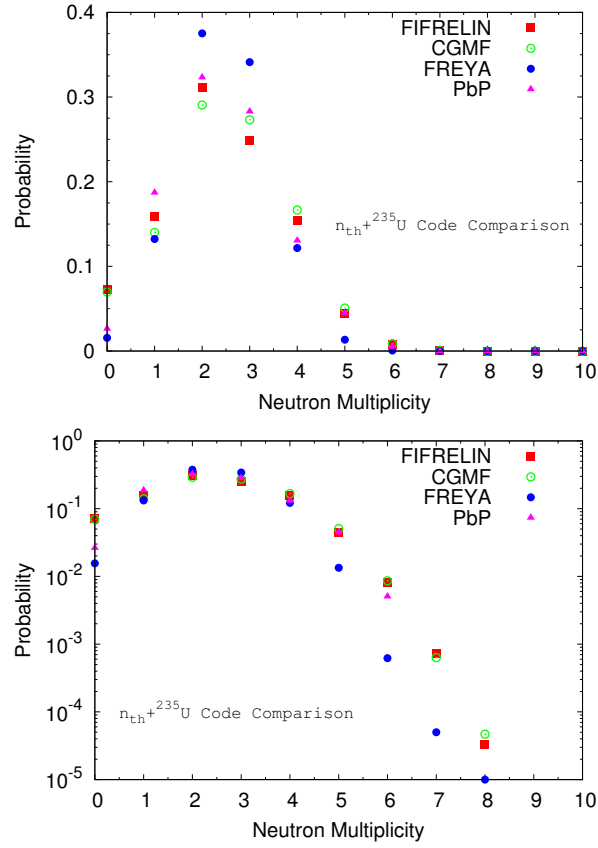 0.4
0.3
0.2
0.1
0
Probability
FIFRELIN
CGMF
FREYA
PbP
n_th+^235U Code Comparison
0 1 2 3 4 5 6 7 8 9 10
Neutron Multiplicity
10^0
10^-1
10^-2
10^-3
10^-4
10^-5
Probability
FIFRELIN
CGMF
FREYA
PbP
n_th+^235U Code Comparison
0 1 2 3 4 5 6 7 8 9 10
Neutron Multiplicity